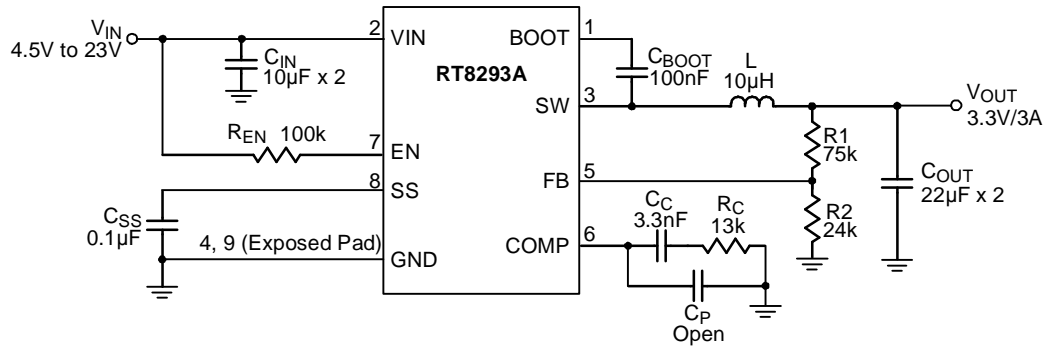 VIN
4.5V to 23V
CIN
10µF x 2
REN 100k
CSS
0.1µF
4, 9 (Exposed Pad)
2
7
8
VIN
EN
SS
GND
RT8293A
BOOT
SW
FB
COMP
1
3
5
6
CBOOT
100nF
L
10µH
CC
3.3nF
RC
13k
CP
Open
R1
75k
R2
24k
COUT
22µF x 2
VOUT
3.3V/3A